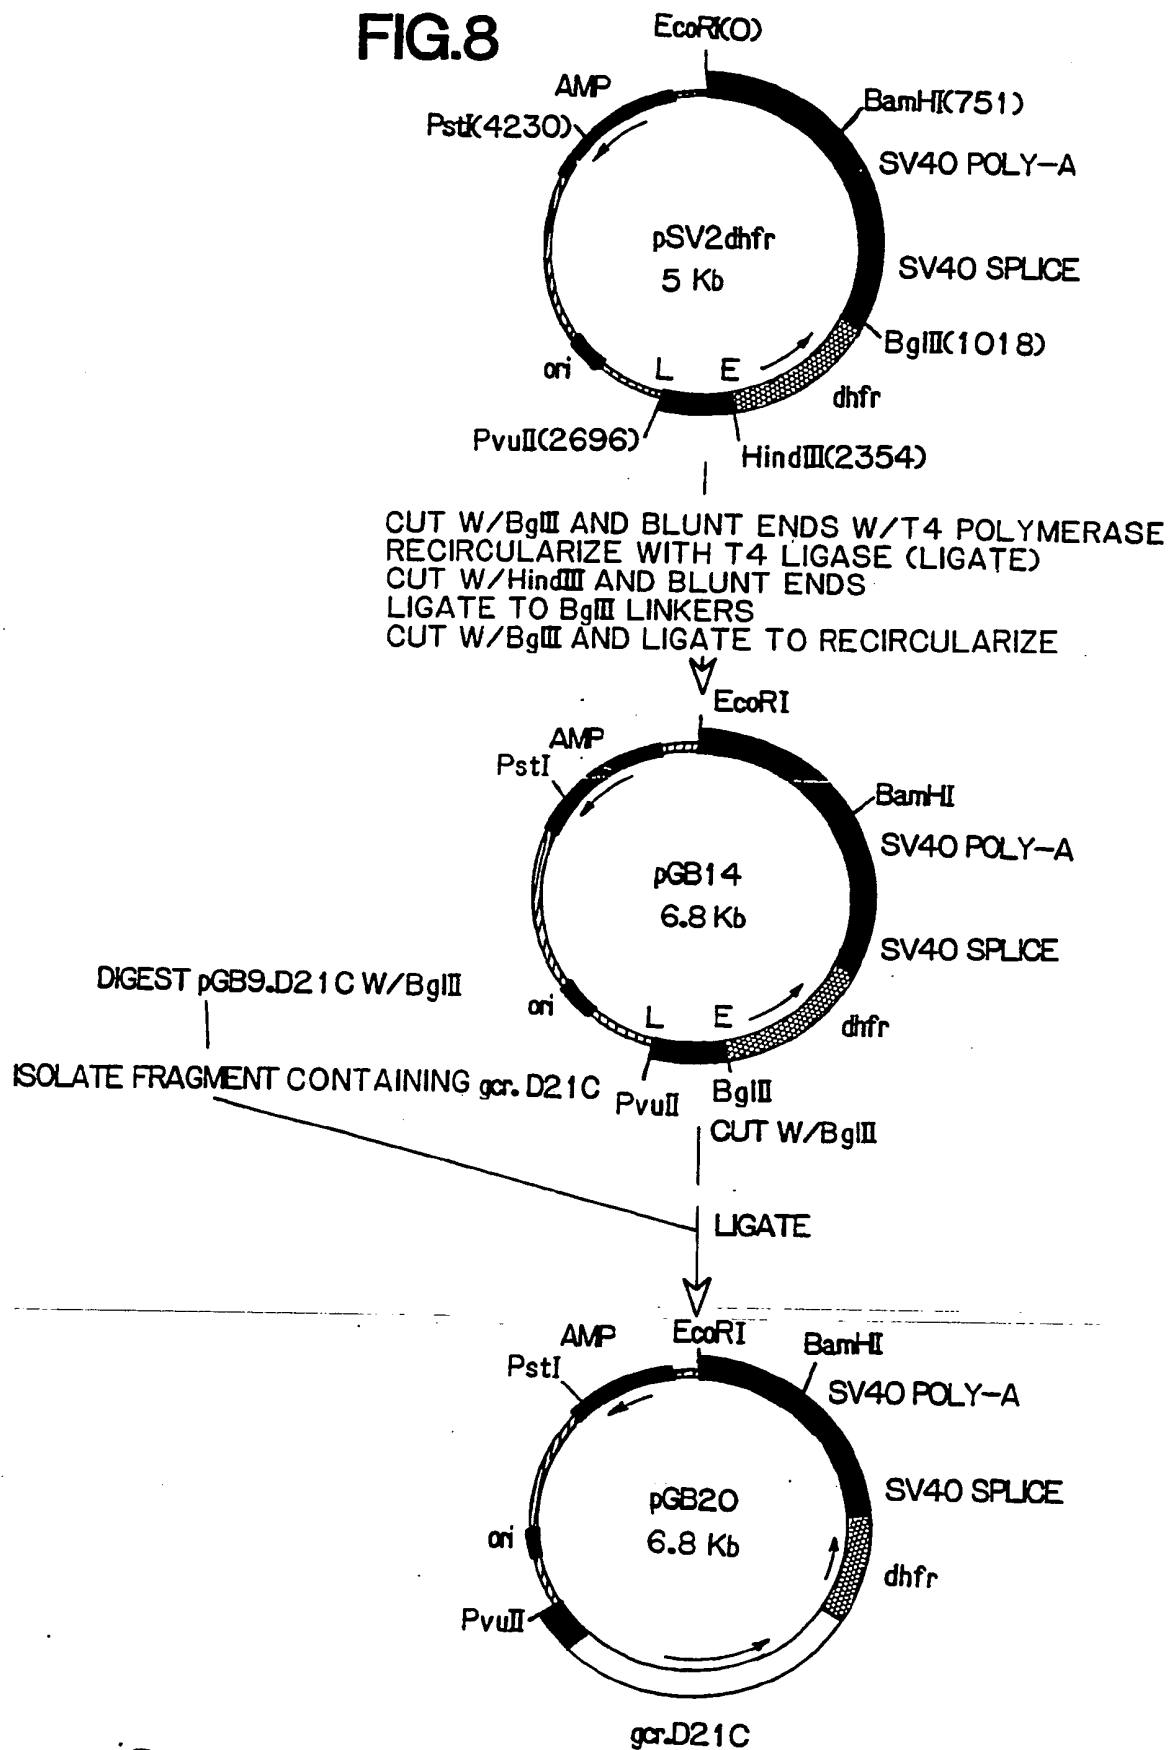 FIG.8
EcoRI(0)
AMP
BamHI(751)
PstI(4230)
SV40 POLY-A
pSV2dhfr
5 Kb
SV40 SPLICE
BglII(1018)
ori
L E
dhfr
PvuII(2696)
HindIII(2354)
CUT W/BglII AND BLUNT ENDS W/T4 POLYMERASE
RECIRCULARIZE WITH T4 LIGASE (LIGATE)
CUT W/HindIII AND BLUNT ENDS
LIGATE TO BglII LINKERS
CUT W/BglII AND LIGATE TO RECIRCULARIZE
EcoRI
AMP
PstI
BamHI
SV40 POLY-A
pGB14
6.8 Kb
SV40 SPLICE
DIGEST pGB9.D21C W/BglII
ori
L E
dhfr
ISOLATE FRAGMENT CONTAINING gcr.D21C
PvuII
BglII
CUT W/BglII
LIGATE
AMP
EcoRI
BamHI
PstI
SV40 POLY-A
pGB20
6.8 Kb
SV40 SPLICE
ori
dhfr
PvuII
gcr.D21C